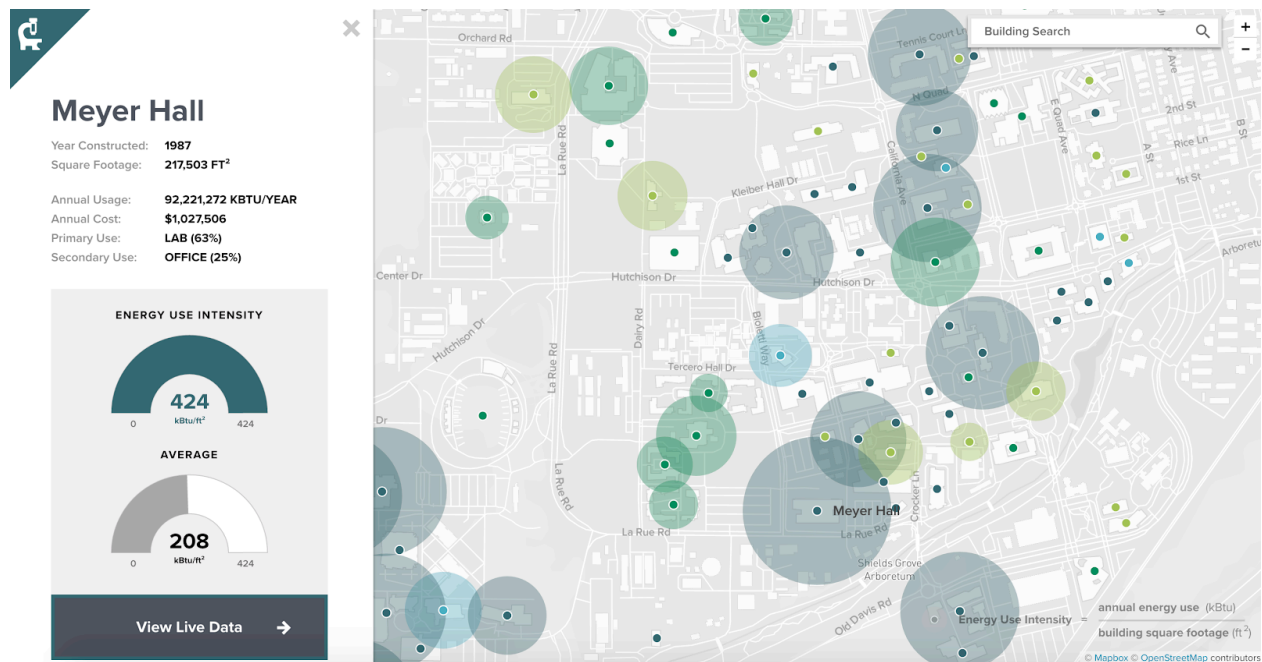 Meyer Hall
Year Constructed: 1987
Square Footage: 217,503 FT²
Annual Usage: 92,221,272 KBTU/YEAR
Annual Cost: $1,027,506
Primary Use: LAB (63%)
Secondary Use: OFFICE (25%)
ENERGY USE INTENSITY
424
kBtu/ft²
0 424
AVERAGE
208
kBtu/ft²
0 424
View Live Data
Building Search
+
−
Orchard Rd
Tennis Court Ln
N Quad
La Rue Rd
California Ave
E Quad Ave
2nd St
B St
A St
Rice Ln
1st St
y Ave
Kleiber Hall Dr
Arboretu
Center Dr
Hutchison Dr
Hutchison Dr
Hutchison Dr
Dairy Rd
Bioletti Way
La Rue Rd
Tercero Hall Dr
Dr
La Rue Rd
Crocker Ln
Meyer Hall
La Rue Rd
La Rue Rd
Shields Grove
Arboretum
Old Davis Rd
Energy Use Intensity = annual energy use (kBtu)
building square footage (ft²)
© Mapbox © OpenStreetMap contributors